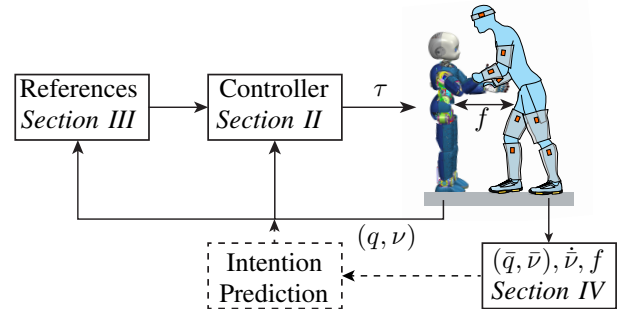 References
Section III
Controller
Section II
τ
f
(q, ν)
Intention
Prediction
(q̄, ν̄), ν̄̇, f
Section IV